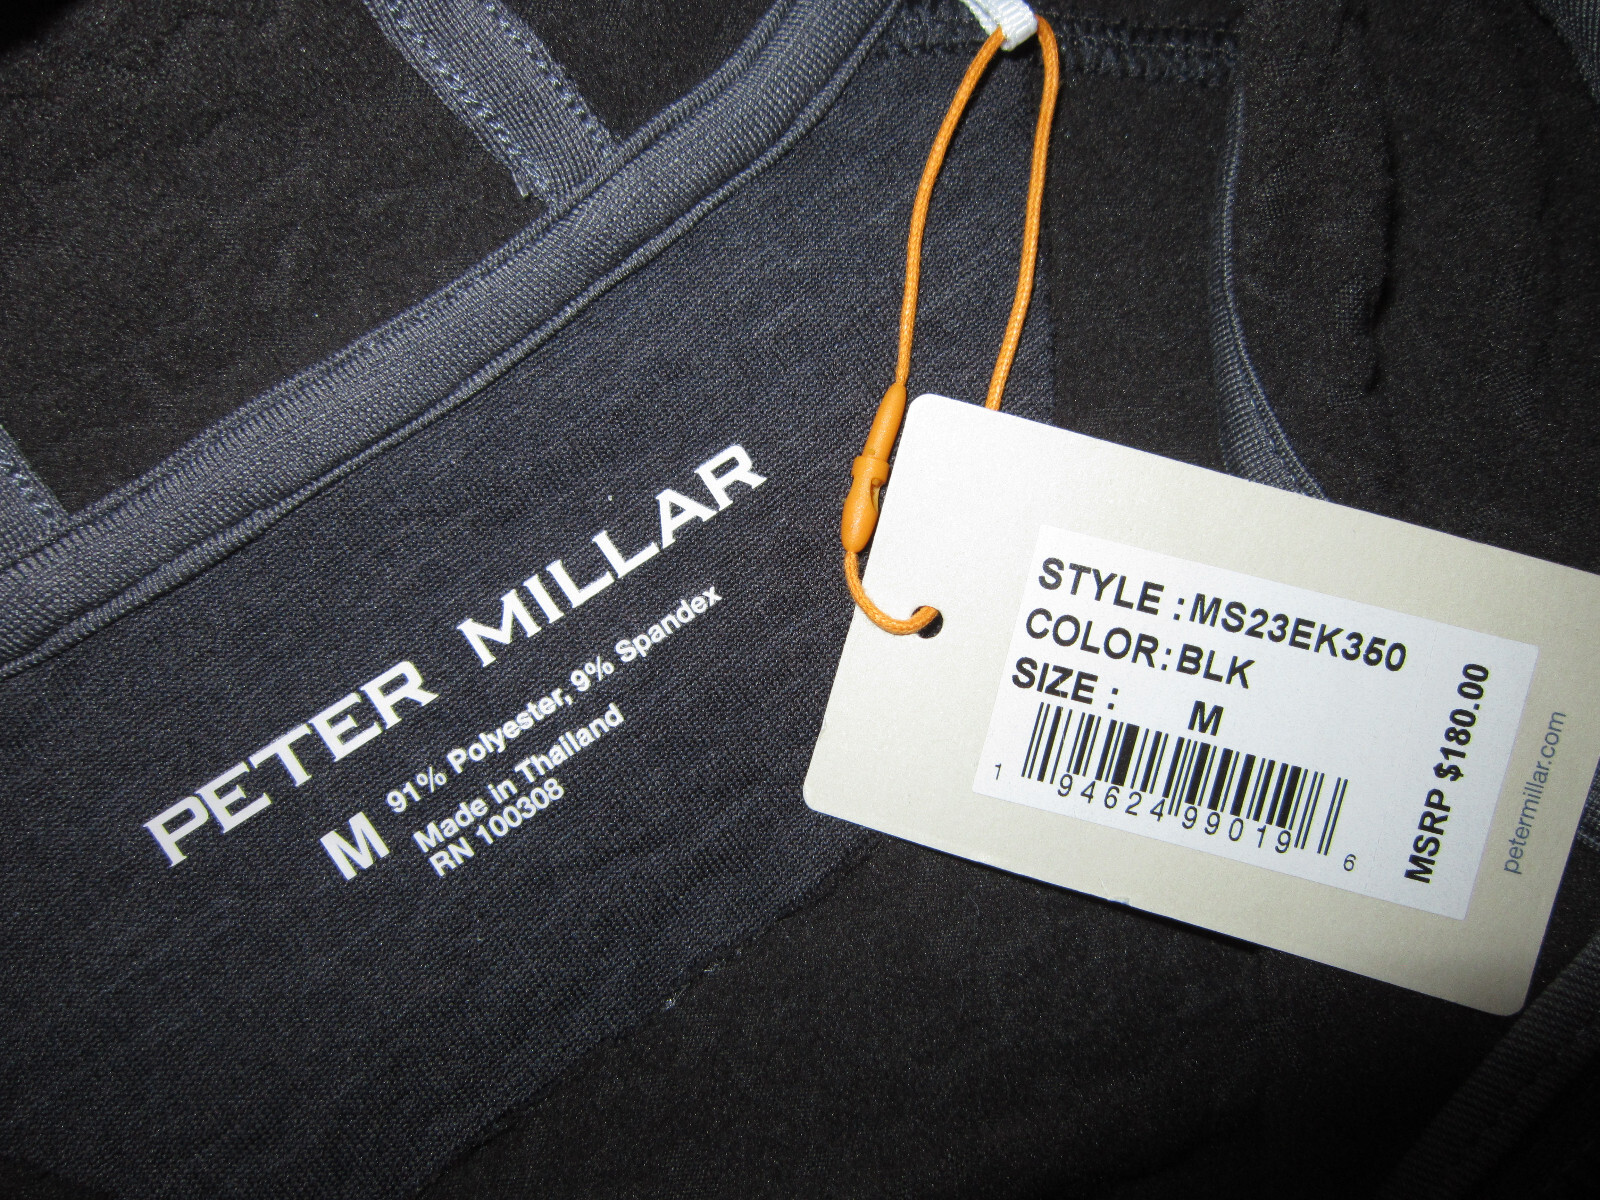 PETER MILLAR
M
91% Polyester, 9% Spandex
Made in Thailand
RN 100308
STYLE : MS23EK350
COLOR: BLK
SIZE : M
1 94624 99019 6
MSRP $180.00
petermillar.com